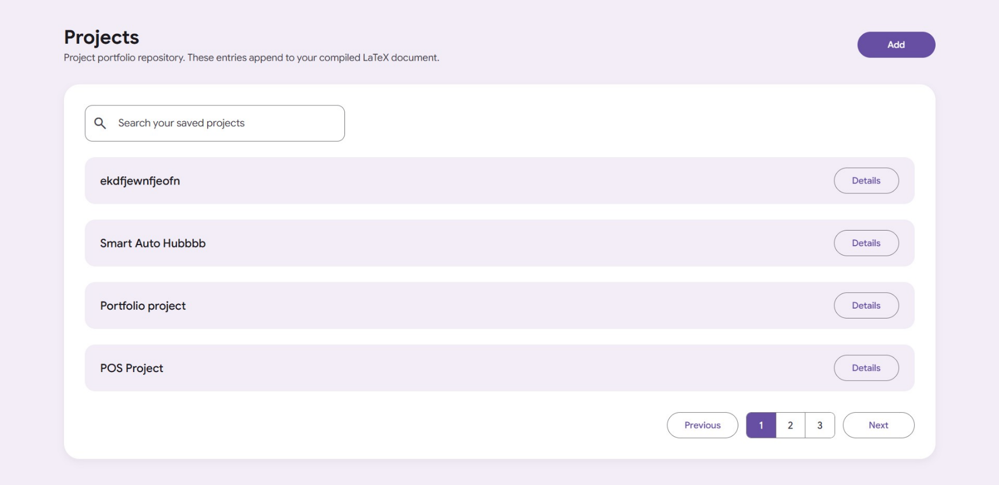 Projects
Project portfolio repository. These entries append to your compiled LaTeX document.
Add
Search your saved projects
ekdfjewnfjeofn
Details
Smart Auto Hubbbb
Details
Portfolio project
Details
POS Project
Details
Previous
1
2
3
Next